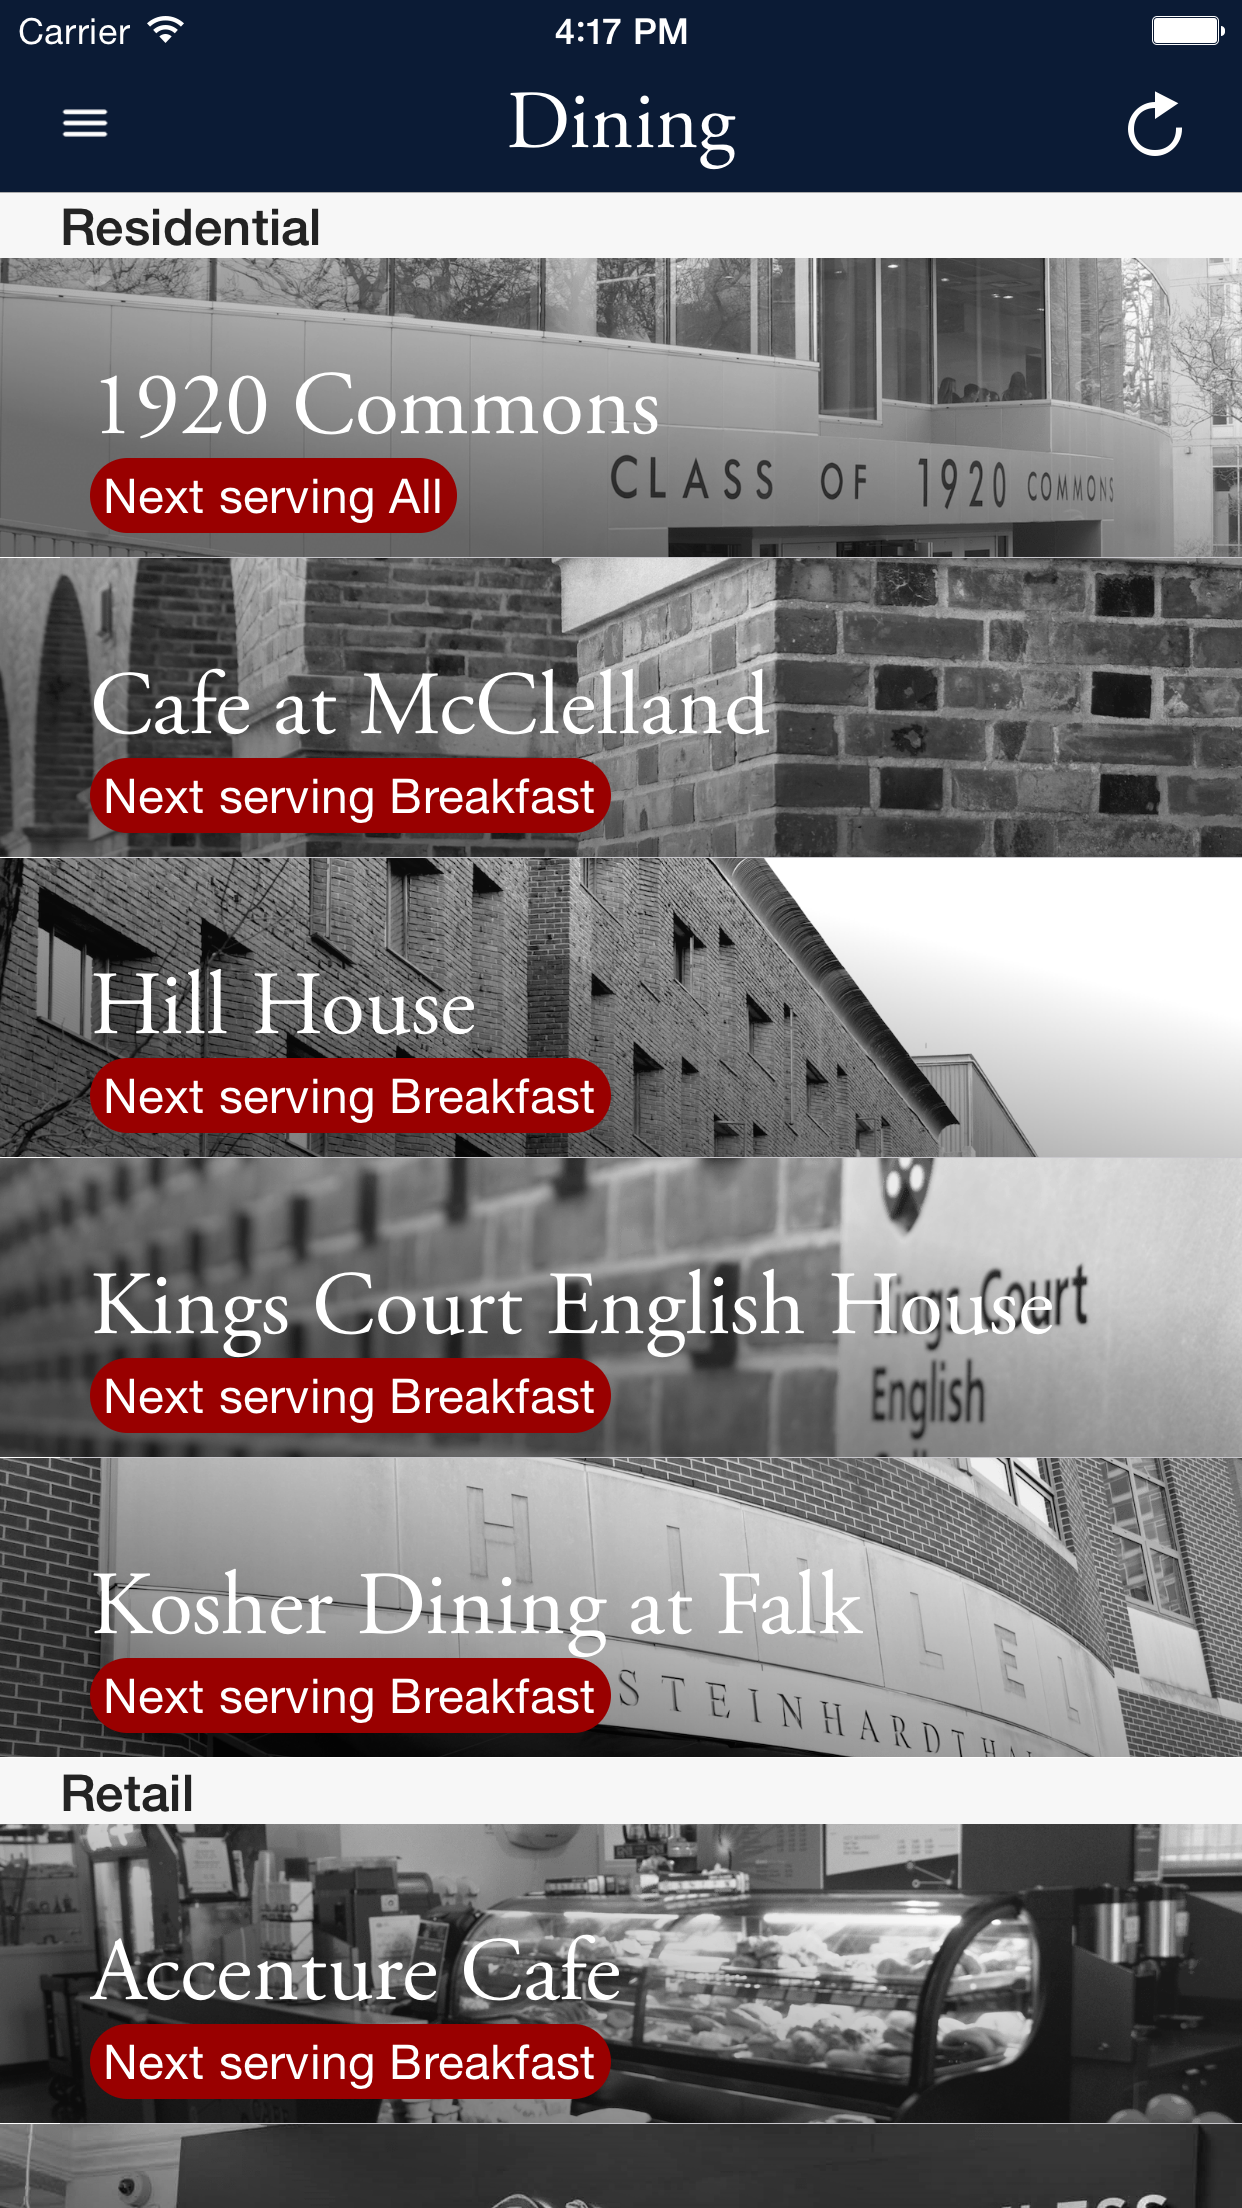 Carrier 4:17 PM
Dining
Residential
1920 Commons
CLASS OF 1920 COMMONS
Next serving All
Cafe at McClelland
Next serving Breakfast
Hill House
Next serving Breakfast
Kings Court English House
Kings Court
English
Next serving Breakfast
HILLEL
Kosher Dining at Falk
STEINHARDT H
Next serving Breakfast
Retail
Accenture Cafe
Next serving Breakfast